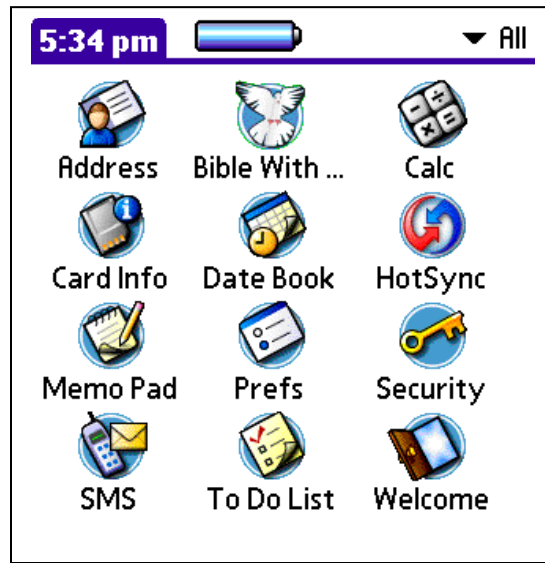 5:34 pm All
Address Bible With ... Calc
Card Info Date Book HotSync
Memo Pad Prefs Security
SMS To Do List Welcome